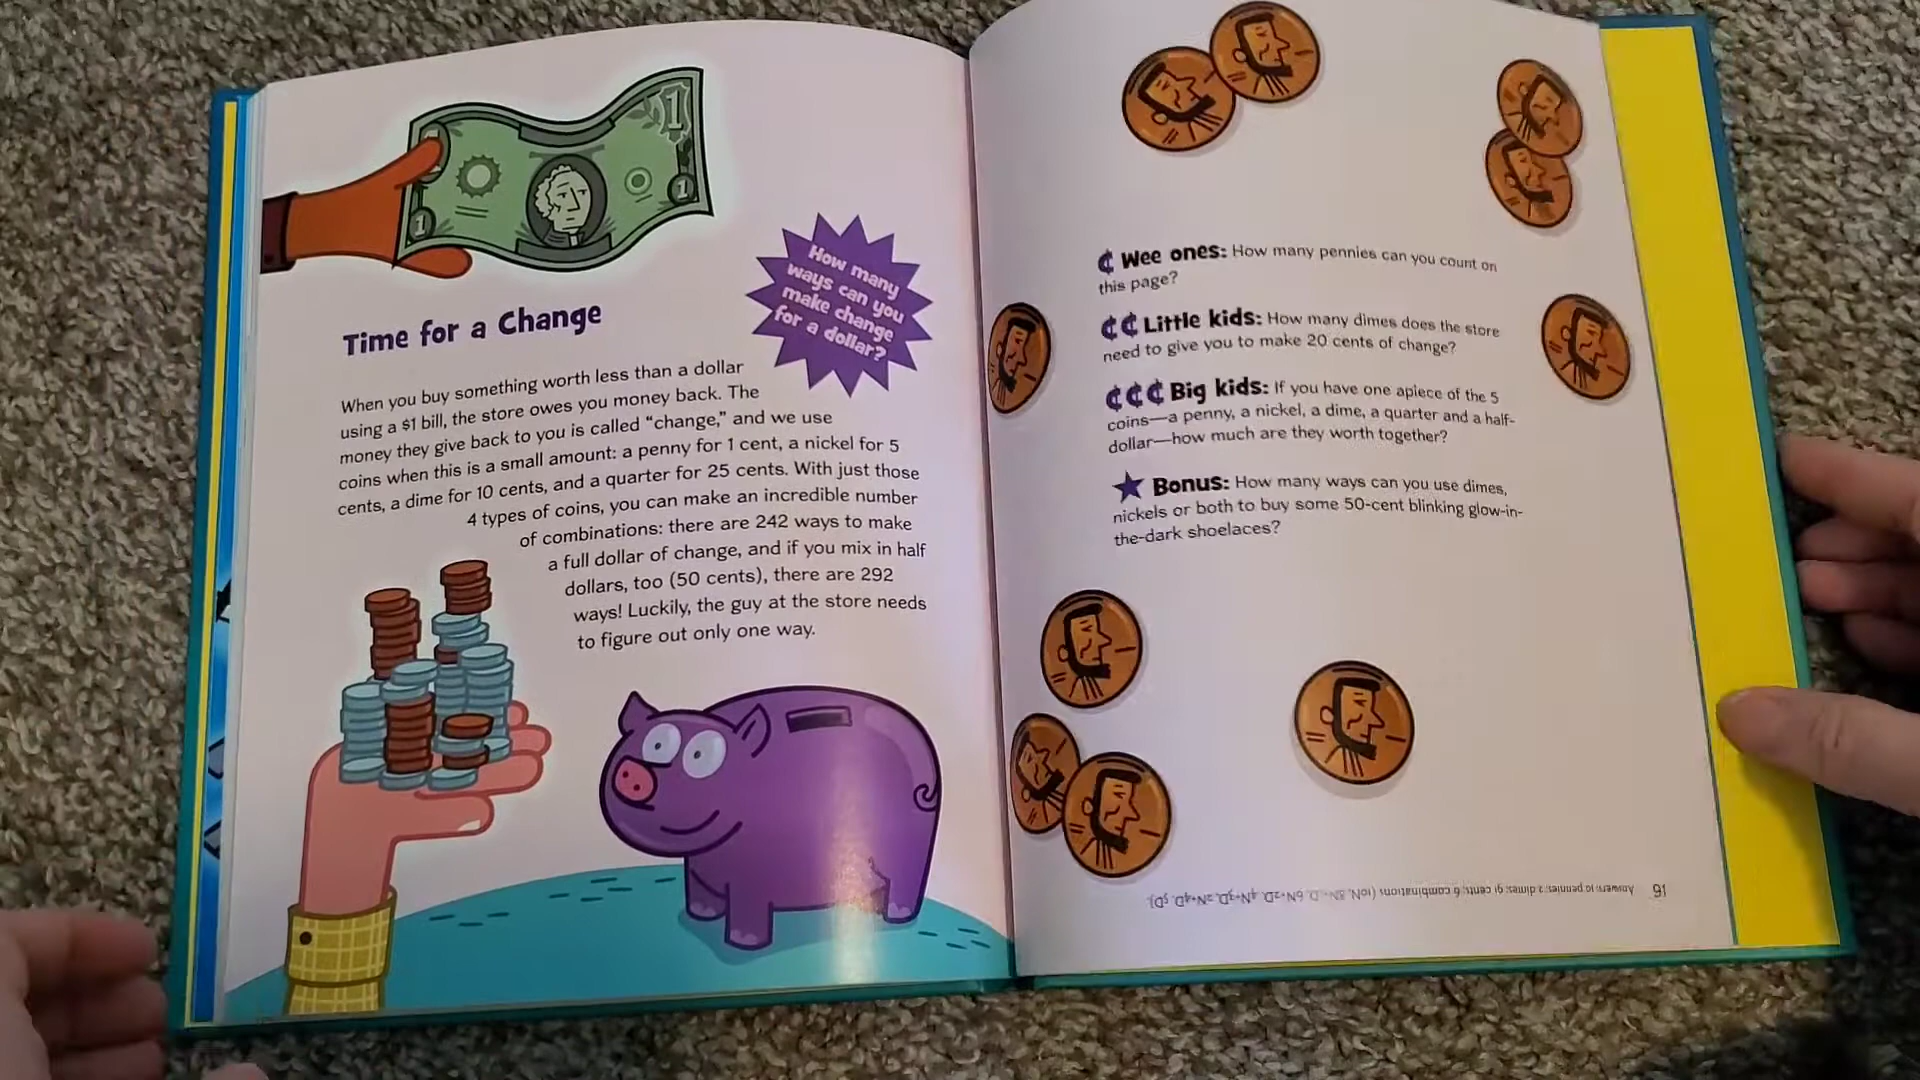 1
1
1
How many
ways can you
make change
for a dollar?
Time for a Change
When you buy something worth less than a dollar
using a $1 bill, the store owes you money back. The
money they give back to you is called “change,” and we use
coins when this is a small amount: a penny for 1 cent, a nickel for 5
cents, a dime for 10 cents, and a quarter for 25 cents. With just those
4 types of coins, you can make an incredible number
of combinations: there are 242 ways to make
a full dollar of change, and if you mix in half
dollars, too (50 cents), there are 292
ways! Luckily, the guy at the store needs
to figure out only one way.
¢ Wee ones: How many pennies can you count on
this page?
¢¢ Little kids: How many dimes does the store
need to give you to make 20 cents of change?
¢¢¢ Big kids: If you have one apiece of the 5
coins—a penny, a nickel, a dime, a quarter and a half-
dollar—how much are they worth together?
Bonus: How many ways can you use dimes,
nickels or both to buy some 50-cent blinking glow-in-
the-dark shoelaces?
16
Answers: 10 pennies; 2 dimes; 91 cents; 6 combinations (10N, 8N+ D, 6N+2D, 4N+3D, 2N+4D, 5D).